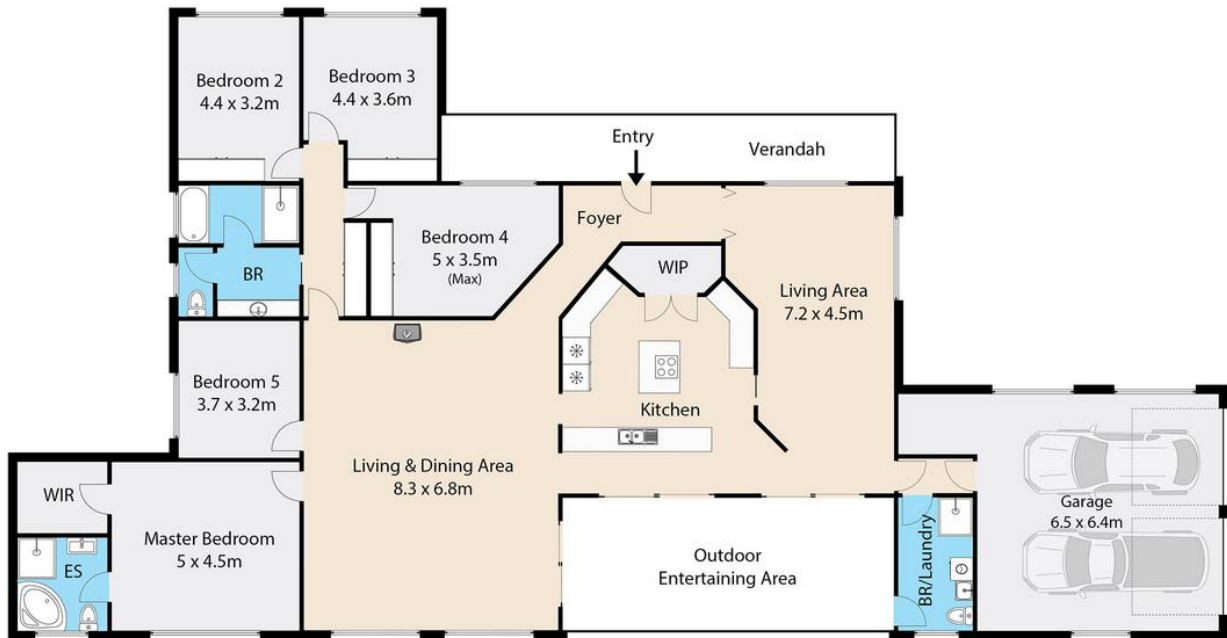 Bedroom 2
4.4 x 3.2m
Bedroom 3
4.4 x 3.6m
Entry
Verandah
Foyer
Bedroom 4
5 x 3.5m
(Max)
WIP
BR
Living Area
7.2 x 4.5m
Bedroom 5
3.7 x 3.2m
Kitchen
Living & Dining Area
8.3 x 6.8m
WIR
Master Bedroom
5 x 4.5m
ES
Outdoor
Entertaining Area
BR/Laundry
Garage
6.5 x 6.4m